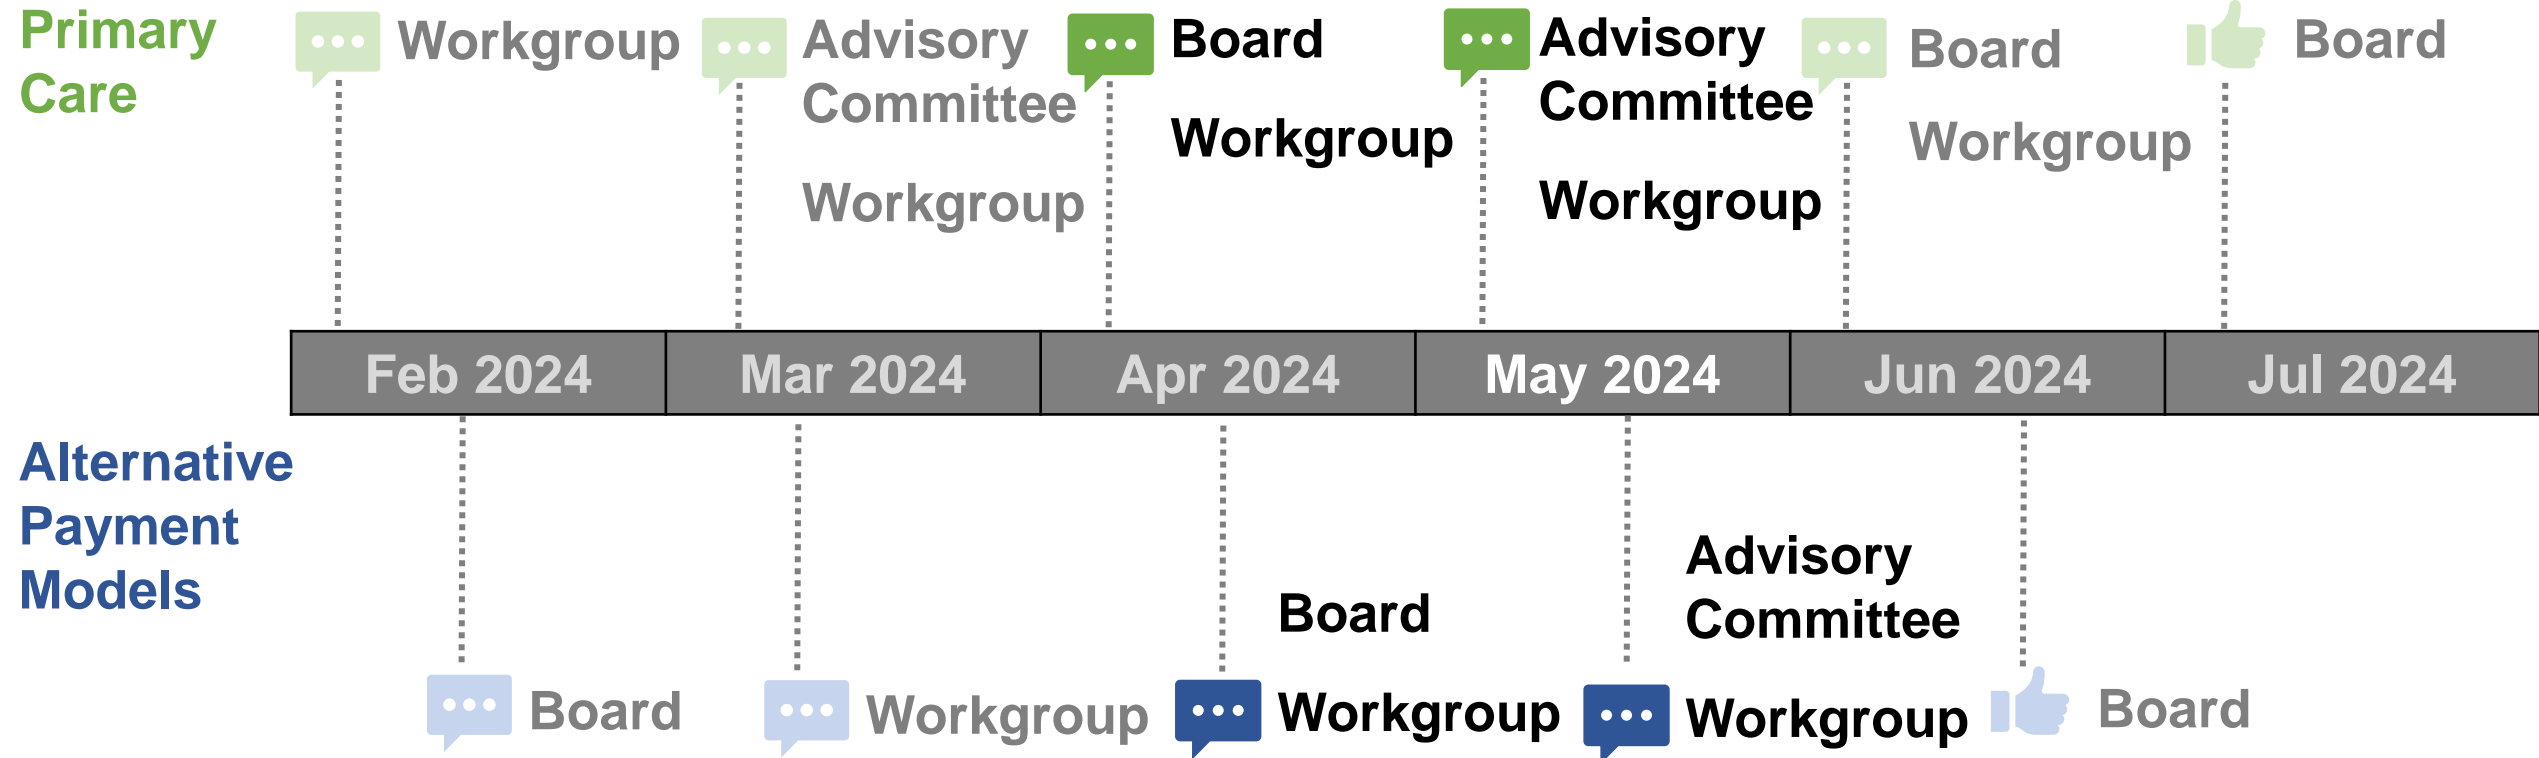 Primary
Care
Workgroup
Advisory
Committee
Workgroup
Board
Workgroup
Advisory
Committee
Workgroup
Board
Workgroup
Board
Feb 2024
Mar 2024
Apr 2024
May 2024
Jun 2024
Jul 2024
Alternative
Payment
Models
Board
Workgroup
Board
Workgroup
Advisory
Committee
Workgroup
Board